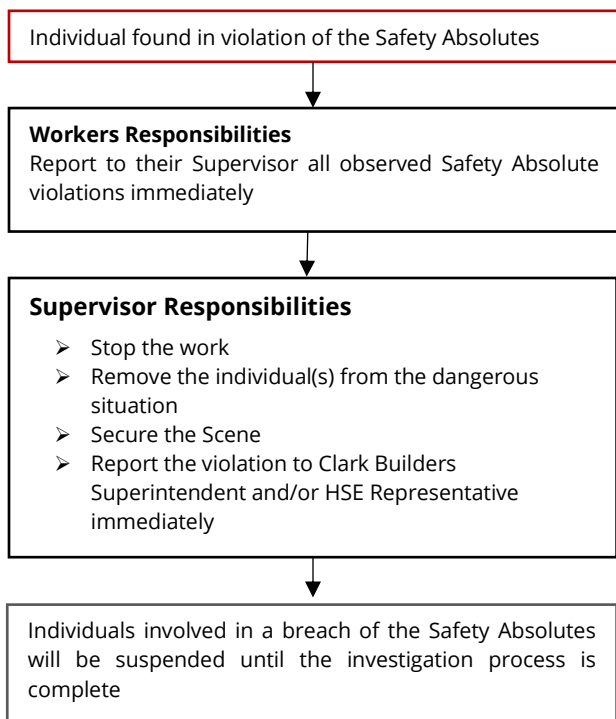 Individual found in violation of the Safety Absolutes
Workers Responsibilities
Report to their Supervisor all observed Safety Absolute
violations immediately
Supervisor Responsibilities
➢ Stop the work
➢ Remove the individual(s) from the dangerous
situation
➢ Secure the Scene
➢ Report the violation to Clark Builders
Superintendent and/or HSE Representative
immediately
Individuals involved in a breach of the Safety Absolutes
will be suspended until the investigation process is
complete